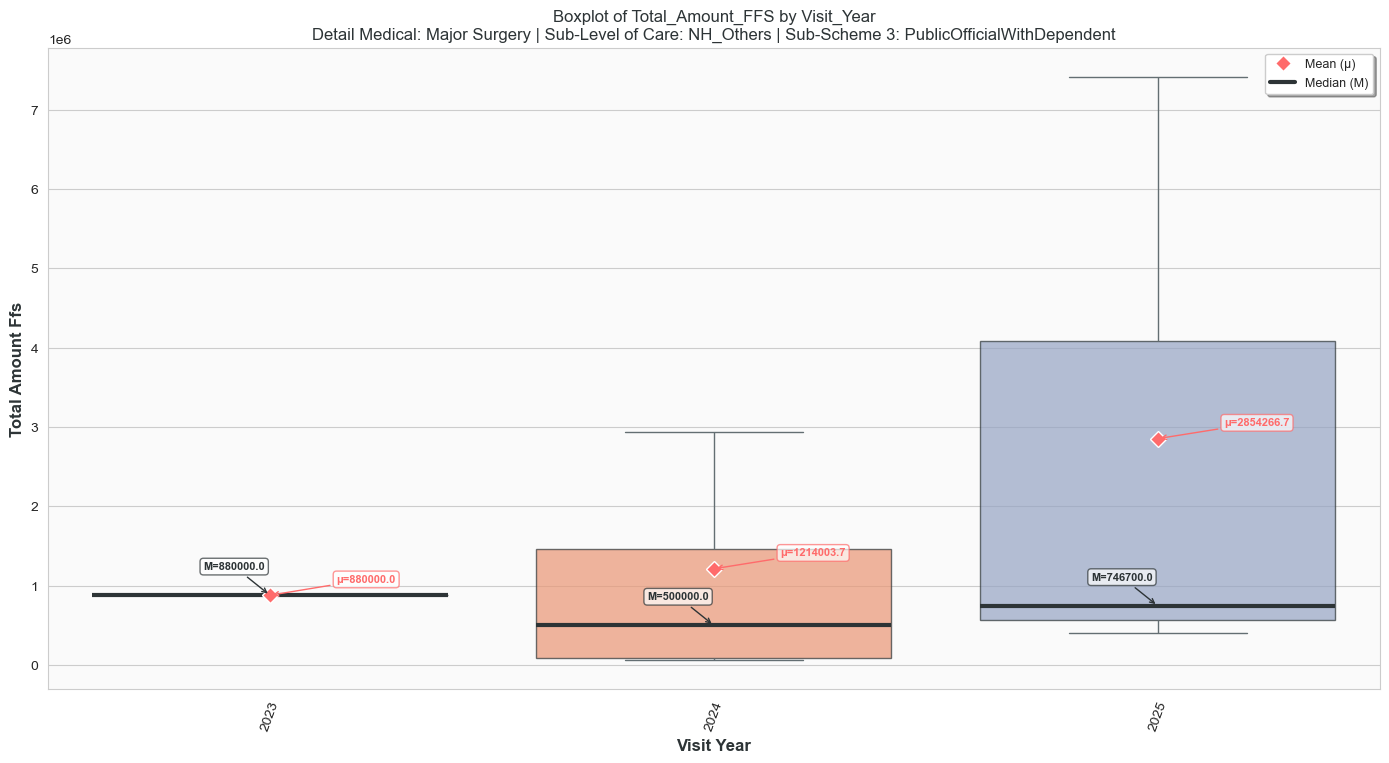 Boxplot of Total_Amount_FFS by Visit_Year
Detail Medical: Major Surgery | Sub-Level of Care: NH_Others | Sub-Scheme 3: PublicOfficialWithDependent
1e6
Mean (μ)
Median (M)
7
6
5
4
3
2
1
0
Total Amount Ffs
M=880000.0
μ=880000.0
μ=1214003.7
M=500000.0
μ=2854266.7
M=746700.0
2023
2024
2025
Visit Year